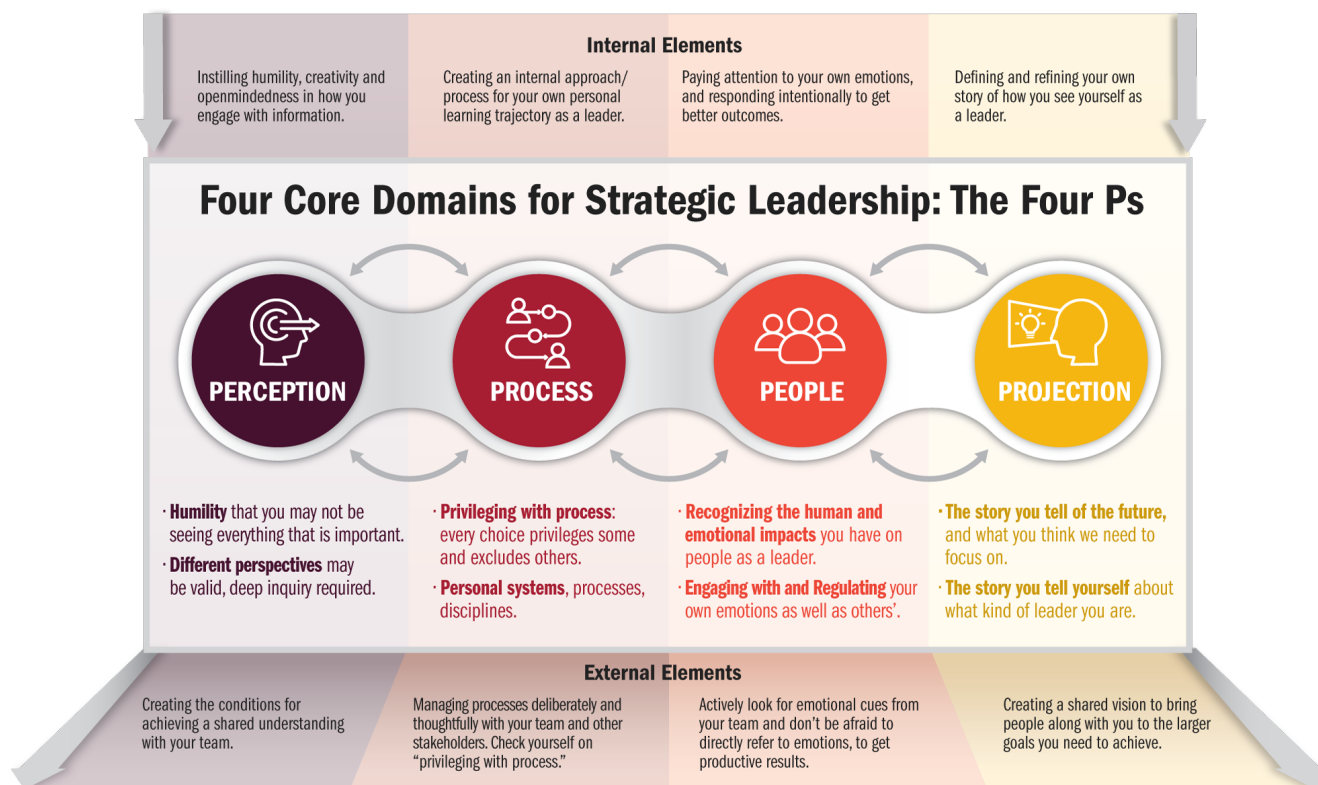 Internal Elements
Instilling humility, creativity and
openmindedness in how you
engage with information.
Creating an internal approach/
process for your own personal
learning trajectory as a leader.
Paying attention to your own emotions,
and responding intentionally to get
better outcomes.
Defining and refining your own
story of how you see yourself as
a leader.
Four Core Domains for Strategic Leadership: The Four Ps
PERCEPTION
PROCESS
PEOPLE
PROJECTION
· Humility that you may not be
seeing everything that is important.
· Different perspectives may
be valid, deep inquiry required.
· Privileging with process:
every choice privileges some
and excludes others.
· Personal systems, processes,
disciplines.
· Recognizing the human and
emotional impacts you have on
people as a leader.
· Engaging with and Regulating your
own emotions as well as others’.
· The story you tell of the future,
and what you think we need to
focus on.
· The story you tell yourself about
what kind of leader you are.
External Elements
Creating the conditions for
achieving a shared understanding
with your team.
Managing processes deliberately and
thoughtfully with your team and other
stakeholders. Check yourself on
“privileging with process.”
Actively look for emotional cues from
your team and don’t be afraid to
directly refer to emotions, to get
productive results.
Creating a shared vision to bring
people along with you to the larger
goals you need to achieve.